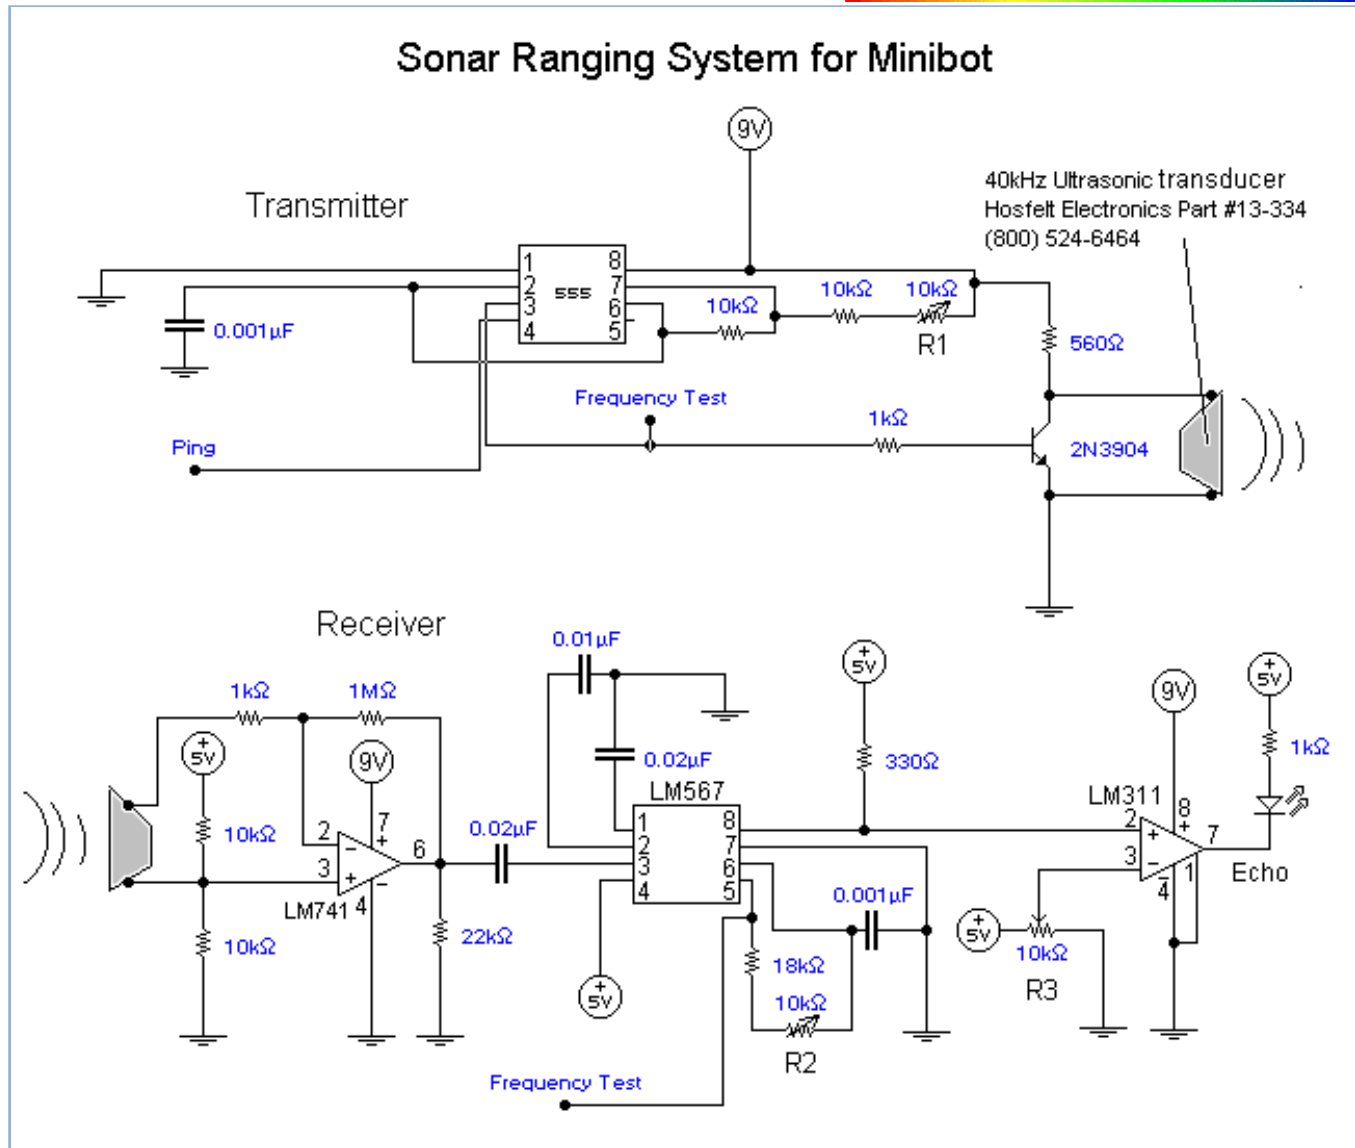 Sonar Ranging System for Minibot
9V
Transmitter
40kHz Ultrasonic transducer
Hosfelt Electronics Part #13-334
(800) 524-6464
1
2
3
4
555
8
7
6
5
10kΩ
10kΩ
10kΩ
R1
0.001µF
560Ω
Frequency Test
1kΩ
2N3904
Ping
Receiver
0.01µF
+
5V
9V
+
5V
1kΩ
1MΩ
+
5V
9V
0.02µF
330Ω
1kΩ
LM567
LM311
10kΩ
2
−
3
+
7
+
6
LM741
4
−
0.02µF
1
2
3
4
8
7
6
5
2
+
3
−
8
+
7
1
−
4
Echo
10kΩ
22kΩ
0.001µF
+
5V
10kΩ
R3
18kΩ
10kΩ
R2
+
5V
Frequency Test